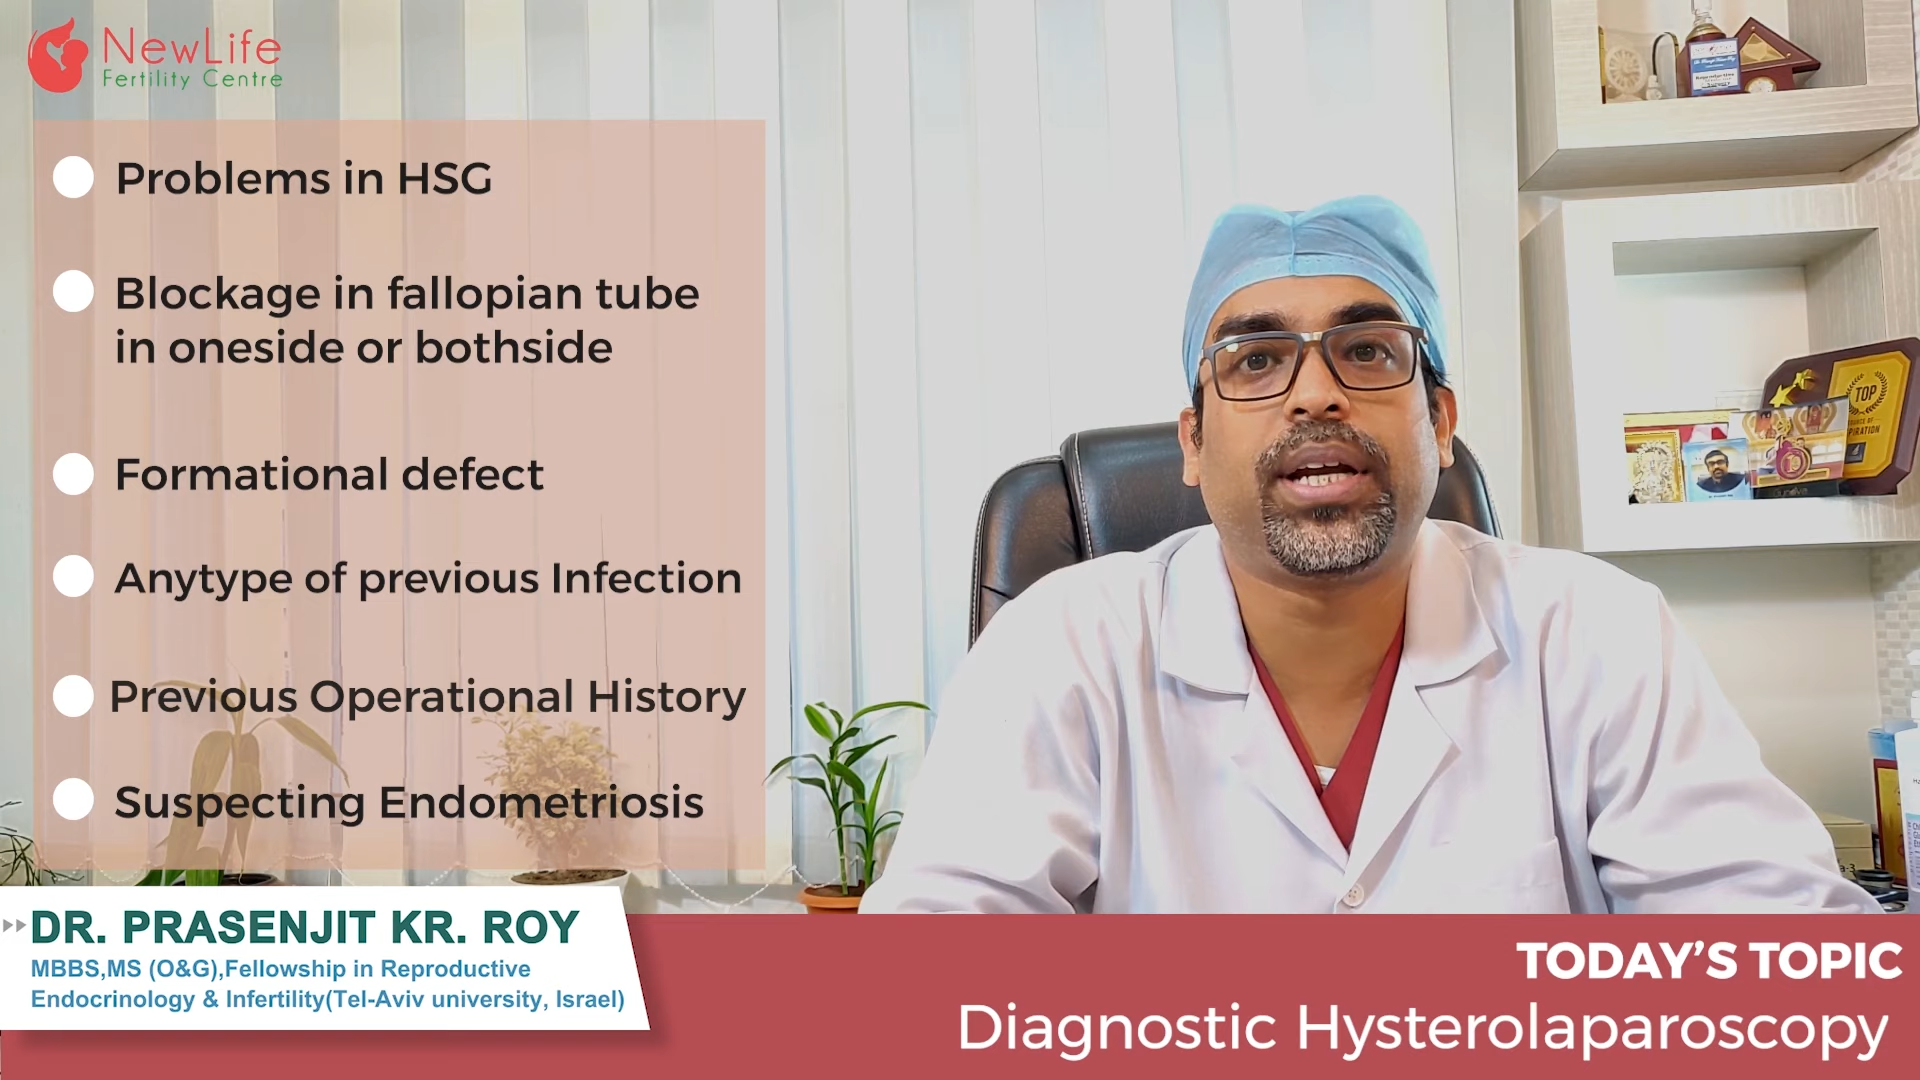 NewLife
Fertility Centre
Problems in HSG
Blockage in fallopian tube
in oneside or bothside
Formational defect
Anytype of previous Infection
Previous Operational History
Suspecting Endometriosis
DR. PRASENJIT KR. ROY
MBBS,MS (O&G),Fellowship in Reproductive
Endocrinology & Infertility(Tel-Aviv university, Israel)
TODAY'S TOPIC
Diagnostic Hysterolaparoscopy
TOP